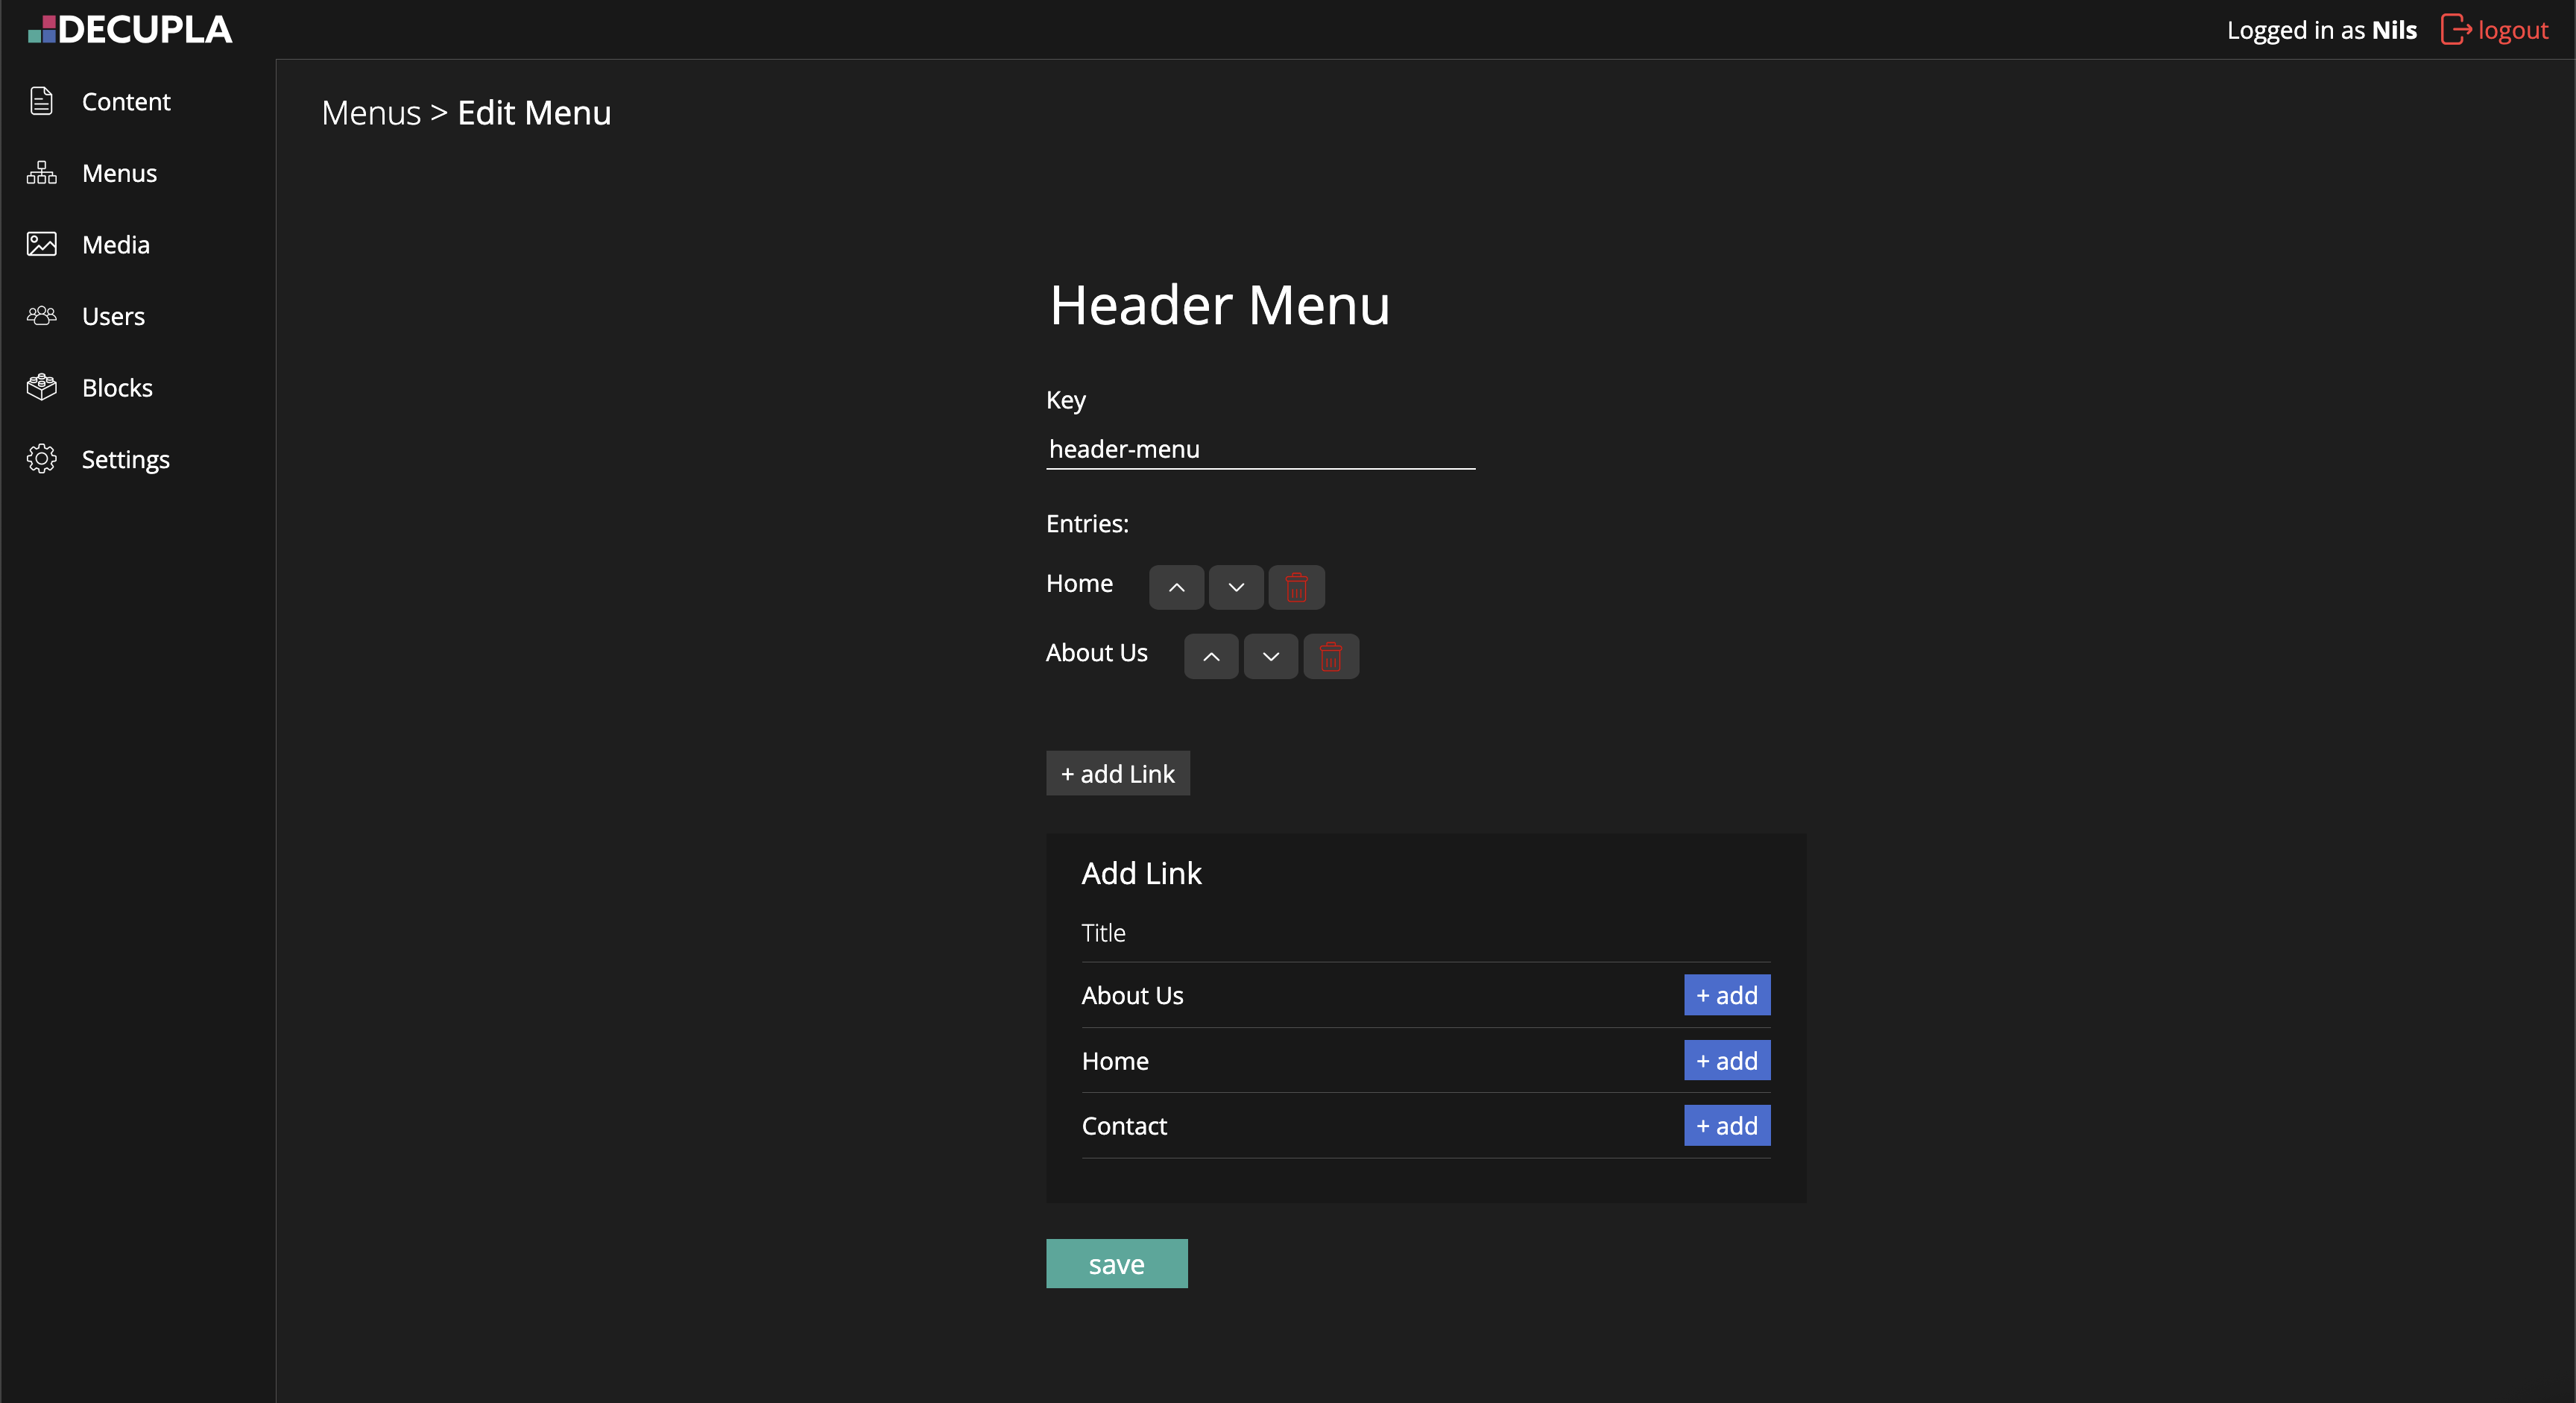 DECUPLA
Logged in as Nils logout
Content
Menus
Media
Users
Blocks
Settings
Menus > Edit Menu
Header Menu
Key
header-menu
Entries:
Home
About Us
+ add Link
Add Link
Title
About Us + add
Home + add
Contact + add
save